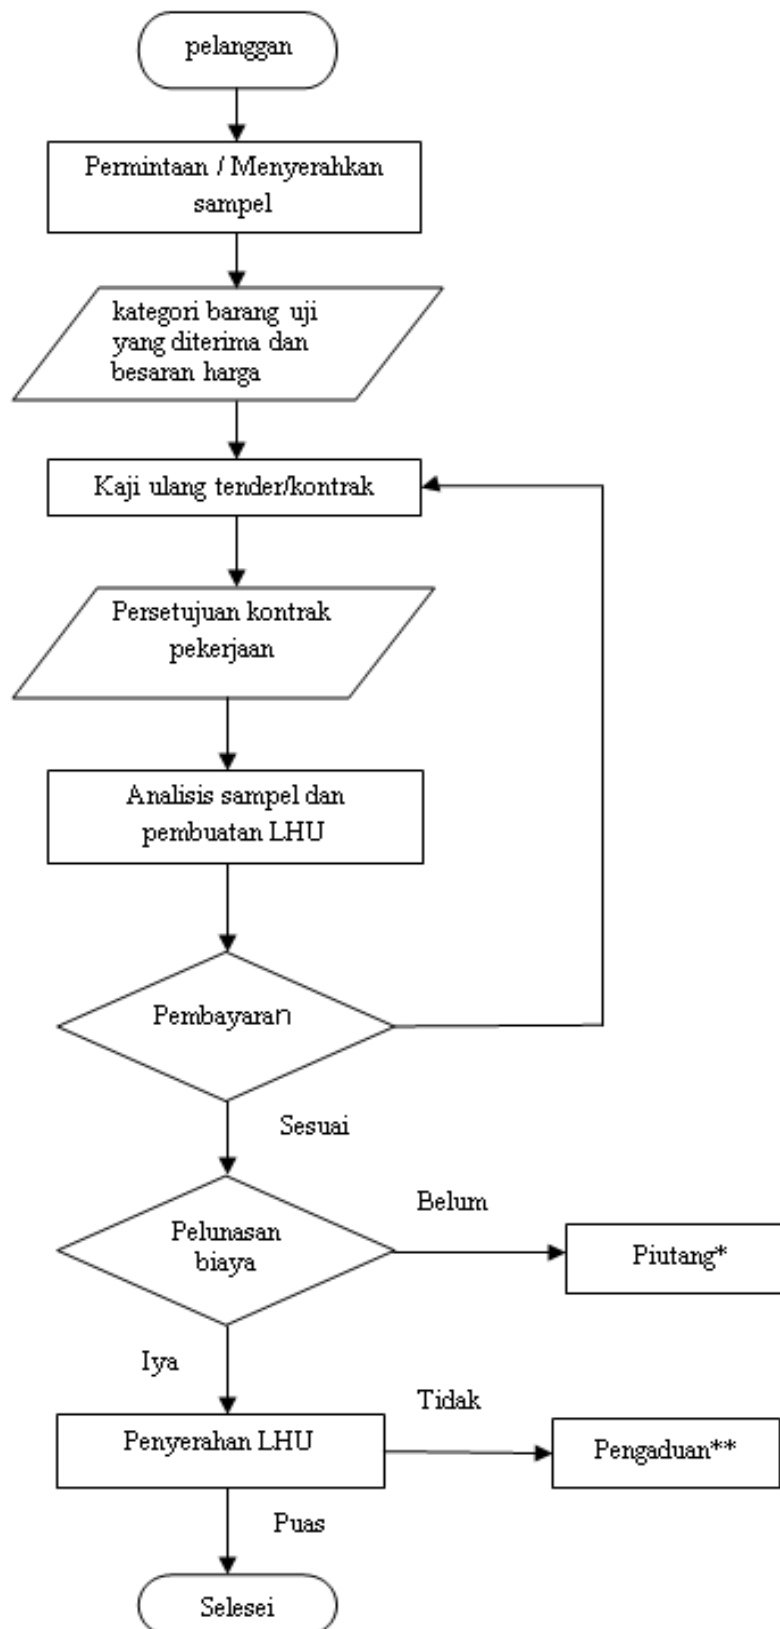 pelanggan
Permintaan / Menyerahkan
sampel
kategori barang uji
yang diterima dan
besaran harga
Kaji ulang tender/kontrak
Persetujuan kontrak
pekerjaan
Analisis sampel dan
pembuatan LHU
Pembayaran
Sesuai
Pelunasan
biaya
Belum
Piutang*
Iya
Penyerahan LHU
Tidak
Pengaduan**
Puas
Selesei